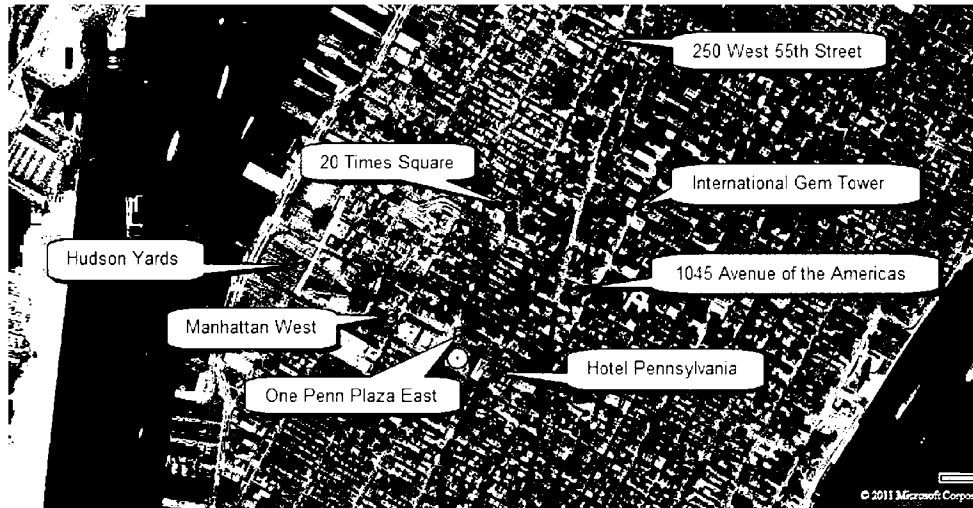 250 West 55th Street
20 Times Square
International Gem Tower
Hudson Yards
1045 Avenue of the Americas
Manhattan West
Hotel Pennsylvania
One Penn Plaza East
© 2011 Microsoft Corpo